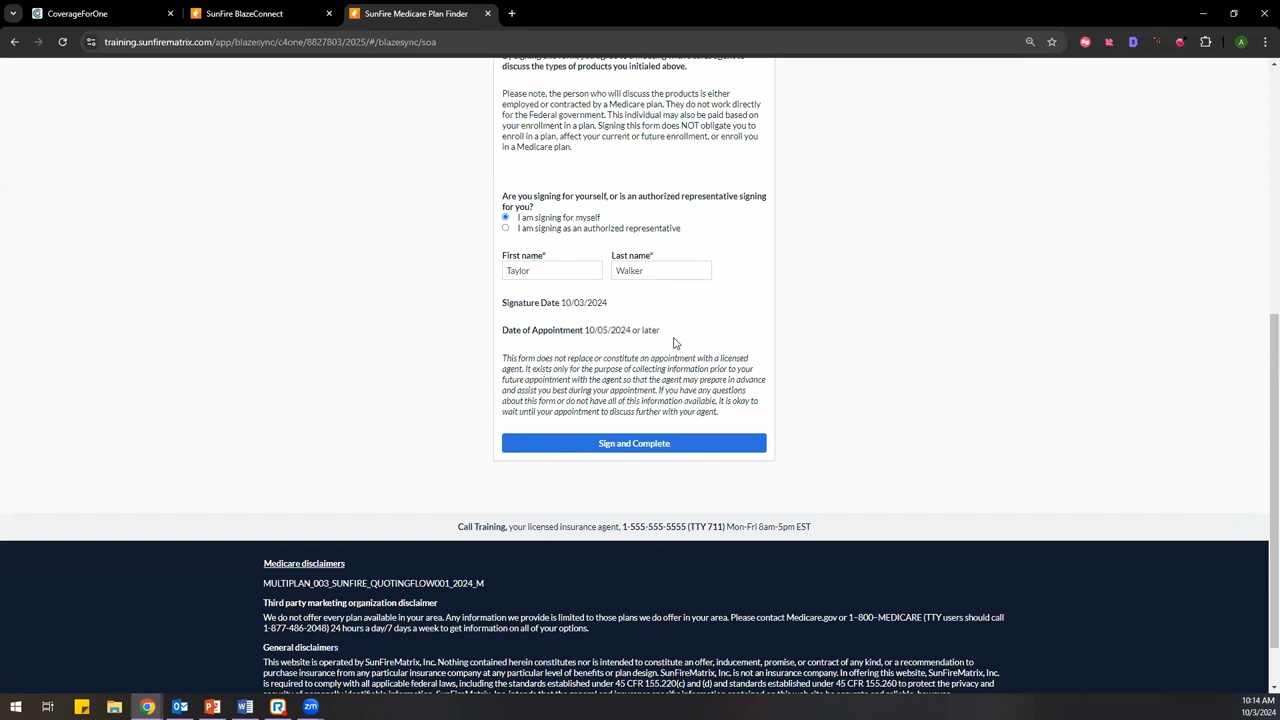 CoverageForOne
SunFire BlazeConnect
SunFire Medicare Plan Finder
training.sunfirematrix.com/app/blazesync/c4one/8827803/2025/#/blazesync/soa
discuss the types of products you initialed above.
Please note, the person who will discuss the products is either
employed or contracted by a Medicare plan. They do not work directly
for the Federal government. This individual may also be paid based on
your enrollment in a plan. Signing this form does NOT obligate you to
enroll in a plan, affect your current or future enrollment, or enroll you
in a Medicare plan.
Are you signing for yourself, or is an authorized representative signing
for you?
I am signing for myself
I am signing as an authorized representative
First name* Last name*
Taylor Walker
Signature Date 10/03/2024
Date of Appointment 10/05/2024 or later
This form does not replace or constitute an appointment with a licensed
agent. It exists only for the purpose of collecting information prior to your
future appointment with the agent so that the agent may prepare in advance
and assist you best during your appointment. If you have any questions
about this form or do not have all of this information available, it is okay to
wait until your appointment to discuss further with your agent.
Sign and Complete
Call Training, your licensed insurance agent, 1-555-555-5555 (TTY 711) Mon-Fri 8am-5pm EST
Medicare disclaimers
MULTIPLAN_003_SUNFIRE_QUOTINGFLOW001_2024_M
Third party marketing organization disclaimer
We do not offer every plan available in your area. Any information we provide is limited to those plans we do offer in your area. Please contact Medicare.gov or 1–800–MEDICARE (TTY users should call
1-877-486-2048) 24 hours a day/7 days a week to get information on all of your options.
General disclaimers
This website is operated by SunFireMatrix, Inc. Nothing contained herein constitutes nor is intended to constitute an offer, inducement, promise, or contract of any kind, or a recommendation to
purchase insurance from any particular insurance company at any particular level of benefits or plan design. SunFireMatrix, Inc. is not an insurance company. In offering this website, SunFireMatrix, Inc.
is required to comply with all applicable federal laws, including the standards established under 45 CFR 155.220(c) and (d) and standards established under 45 CFR 155.260 to protect the privacy and
10:14 AM
10/3/2024